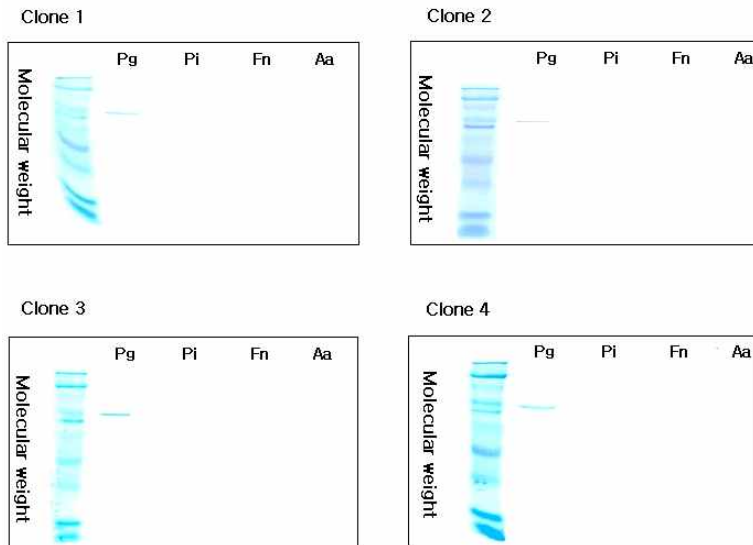 Clone 1
Pg Pi Fn Aa
Molecular weight
Clone 2
Pg Pi Fn Aa
Molecular weight
Clone 3
Pg Pi Fn Aa
Molecular weight
Clone 4
Pg Pi Fn Aa
Molecular weight